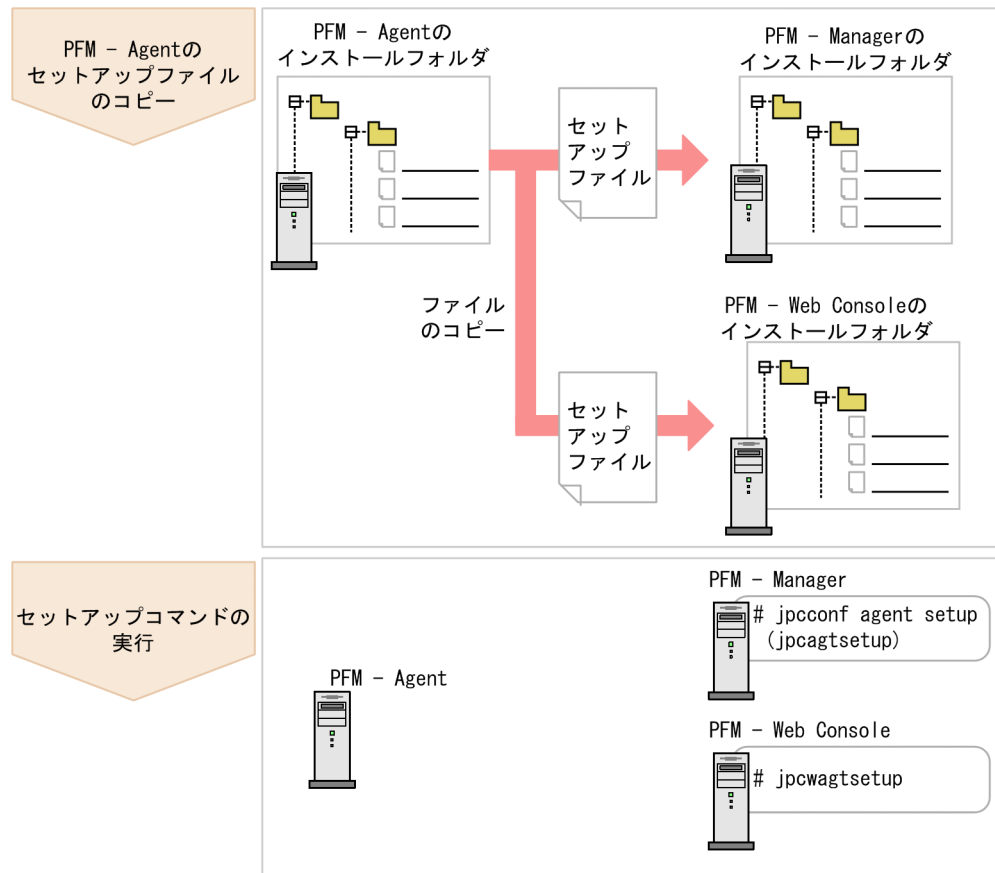 PFM - Agentの
セットアップファイル
のコピー
PFM - Agentの
インストールフォルダ
セット
アップ
ファイル
PFM - Managerの
インストールフォルダ
ファイル
のコピー
セット
アップ
ファイル
PFM - Web Consoleの
インストールフォルダ
セットアップコマンドの
実行
PFM - Agent
PFM - Manager
# jpcconf agent setup
(jpcagtsetup)
PFM - Web Console
# jpcwagtsetup